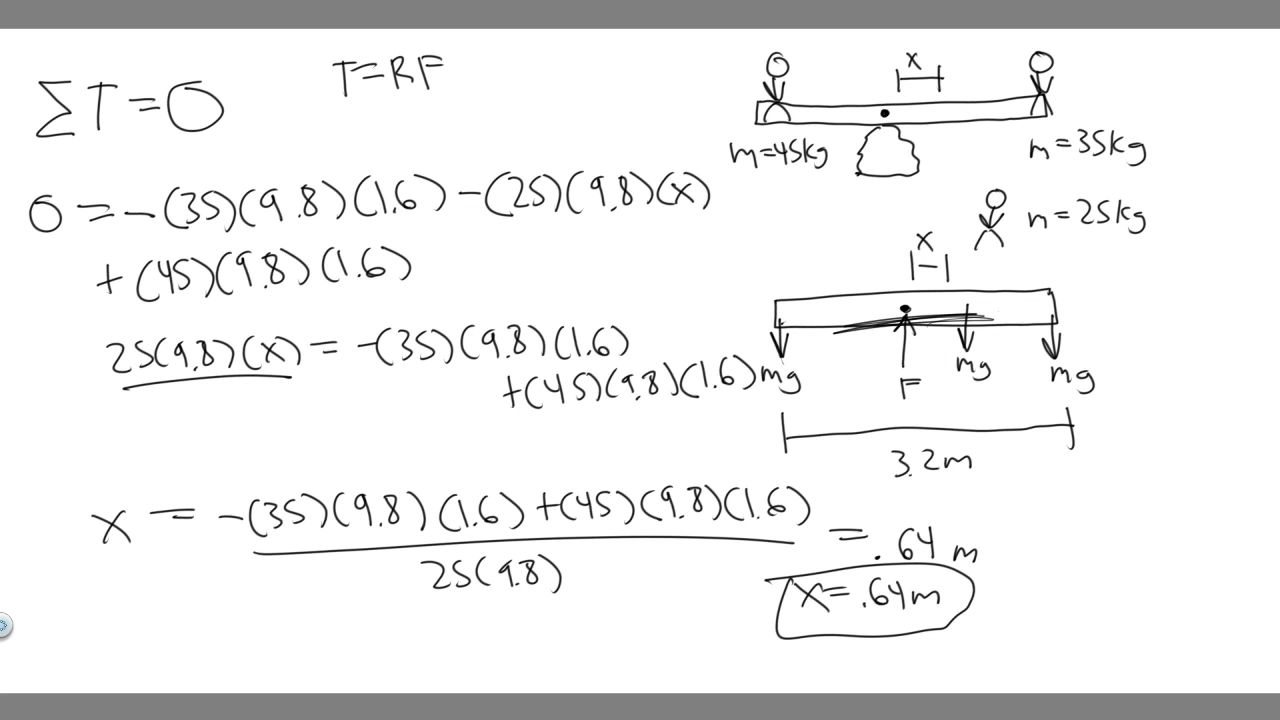 ΣT=0
T=RF
0=-(35)(9.8)(1.6)-(25)(9.8)(x)
+(45)(9.8)(1.6)
25(9.8)(x)=-(35)(9.8)(1.6)
+(45)(9.8)(1.6)
x = -(35)(9.8)(1.6)+(45)(9.8)(1.6)
25(9.8)
=.64m
x=.64m
x
m=45kg
m=35kg
n=25kg
x
mg
F
mg
mg
3.2m